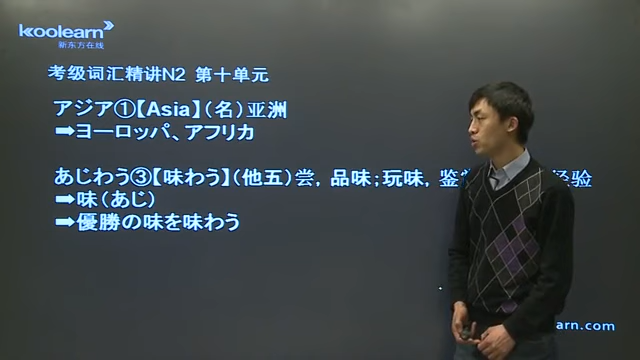 koolearn
新东方在线
考级词汇精讲N2 第十单元
アジア①【Asia】（名）亚洲
➡ヨーロッパ、アフリカ
あじわう③【味わう】（他五）尝，品味；玩味，鉴 经验
➡味（あじ）
➡優勝の味を味わう
arn.com